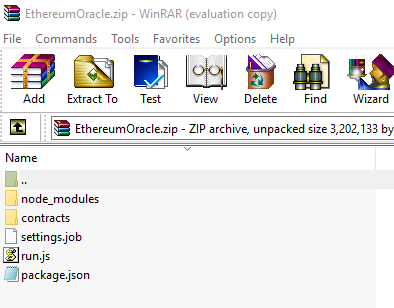 EthereumOracle.zip - WinRAR (evaluation copy)
File Commands Tools Favorites Options Help
Add Extract To Test View Delete Find Wizard
EthereumOracle.zip - ZIP archive, unpacked size 3,202,133 by
Name
..
node_modules
contracts
settings.job
run.js
package.json